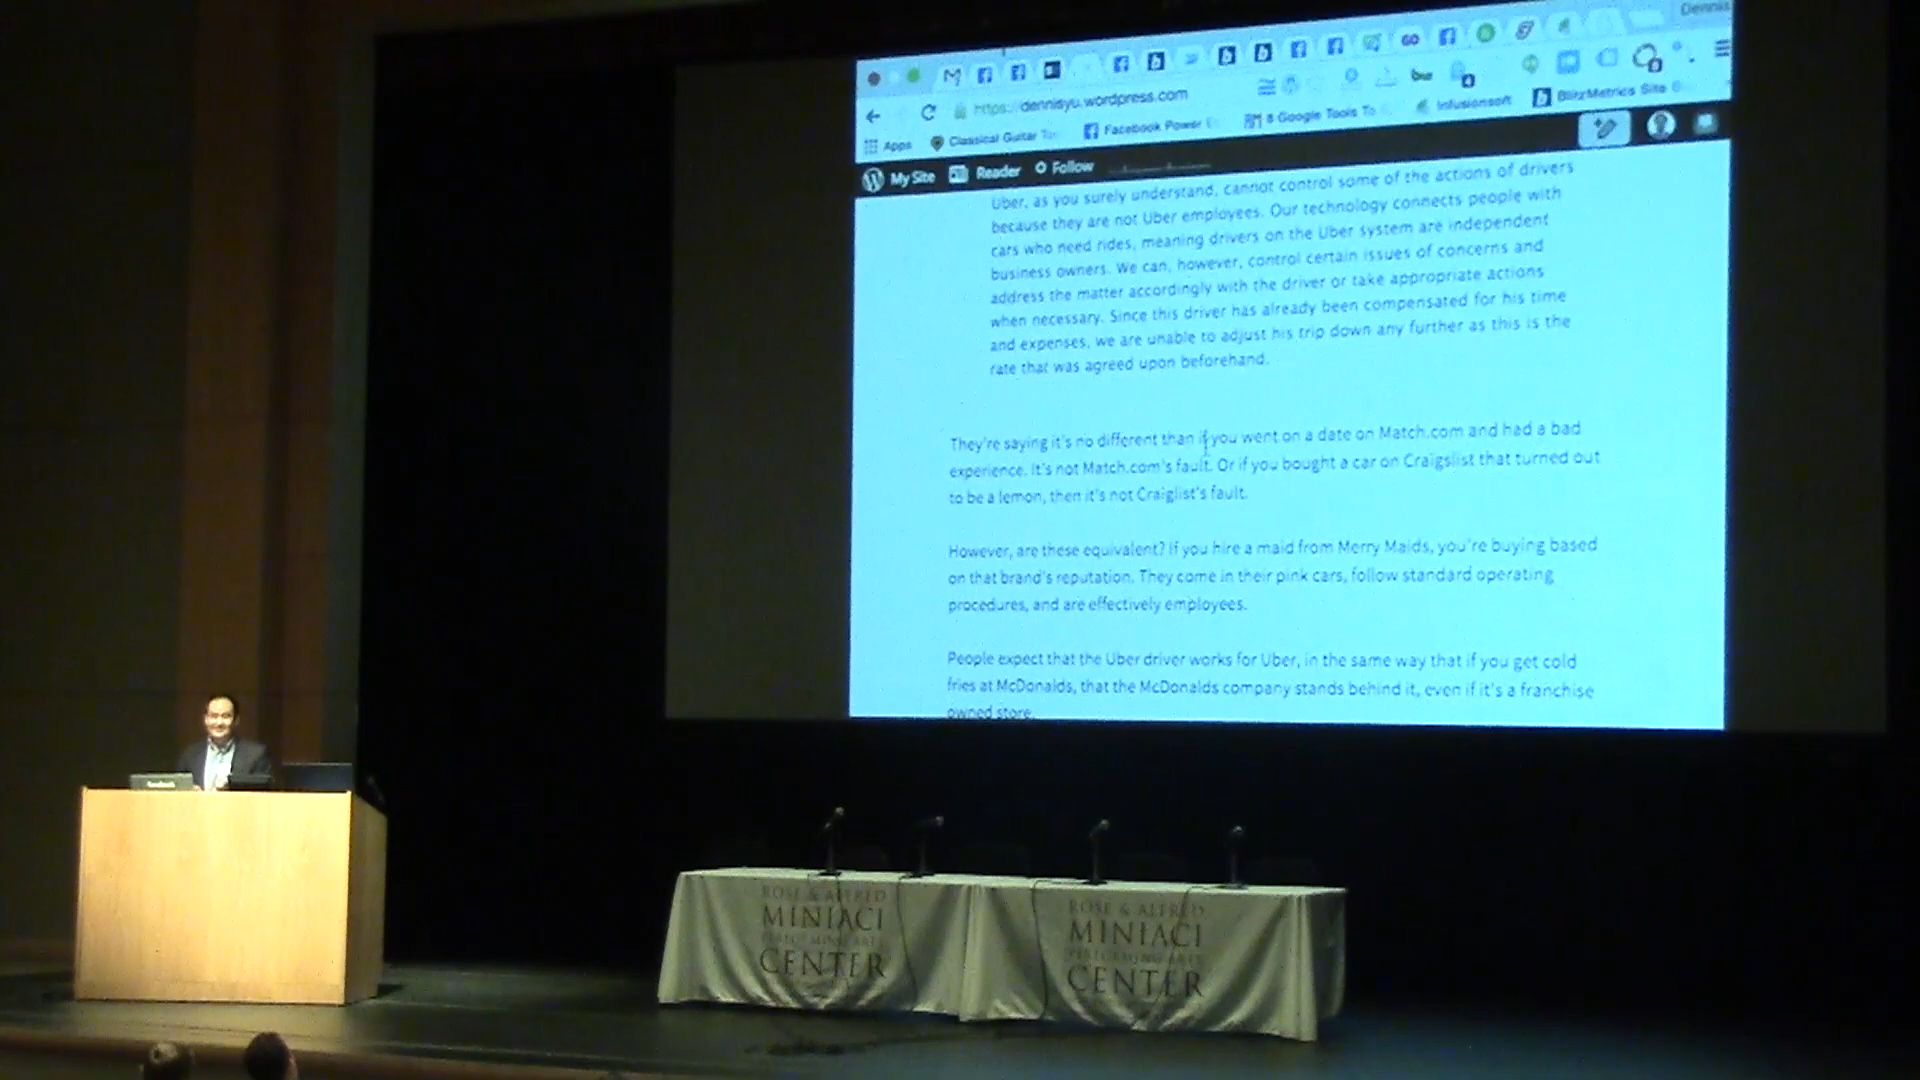 Dennis
https://dennisyu.wordpress.com
Apps
Classical Guitar
Facebook Power
8 Google Tools To
Infusionsoft
BlitzMetrics Site
My Site
Reader
Follow
Uber, as you surely understand, cannot control some of the actions of drivers
because they are not Uber employees. Our technology connects people with
cars who need rides, meaning drivers on the Uber system are independent
business owners. We can, however, control certain issues of concerns and
address the matter accordingly with the driver or take appropriate actions
when necessary. Since this driver has already been compensated for his time
and expenses, we are unable to adjust his trip down any further as this is the
rate that was agreed upon beforehand.
They're saying it's no different than if you went on a date on Match.com and had a bad
experience. It's not Match.com's fault. Or if you bought a car on Craigslist that turned out
to be a lemon, then it's not Craiglist's fault.
However, are these equivalent? If you hire a maid from Merry Maids, you're buying based
on that brand's reputation. They come in their pink cars, follow standard operating
procedures, and are effectively employees.
People expect that the Uber driver works for Uber, in the same way that if you get cold
fries at McDonalds, that the McDonalds company stands behind it, even if it's a franchise
owned store.
ROSE & ALFRED
MINIACI
PERFORMING ARTS
CENTER
ROSE & ALFRED
MINIACI
PERFORMING ARTS
CENTER